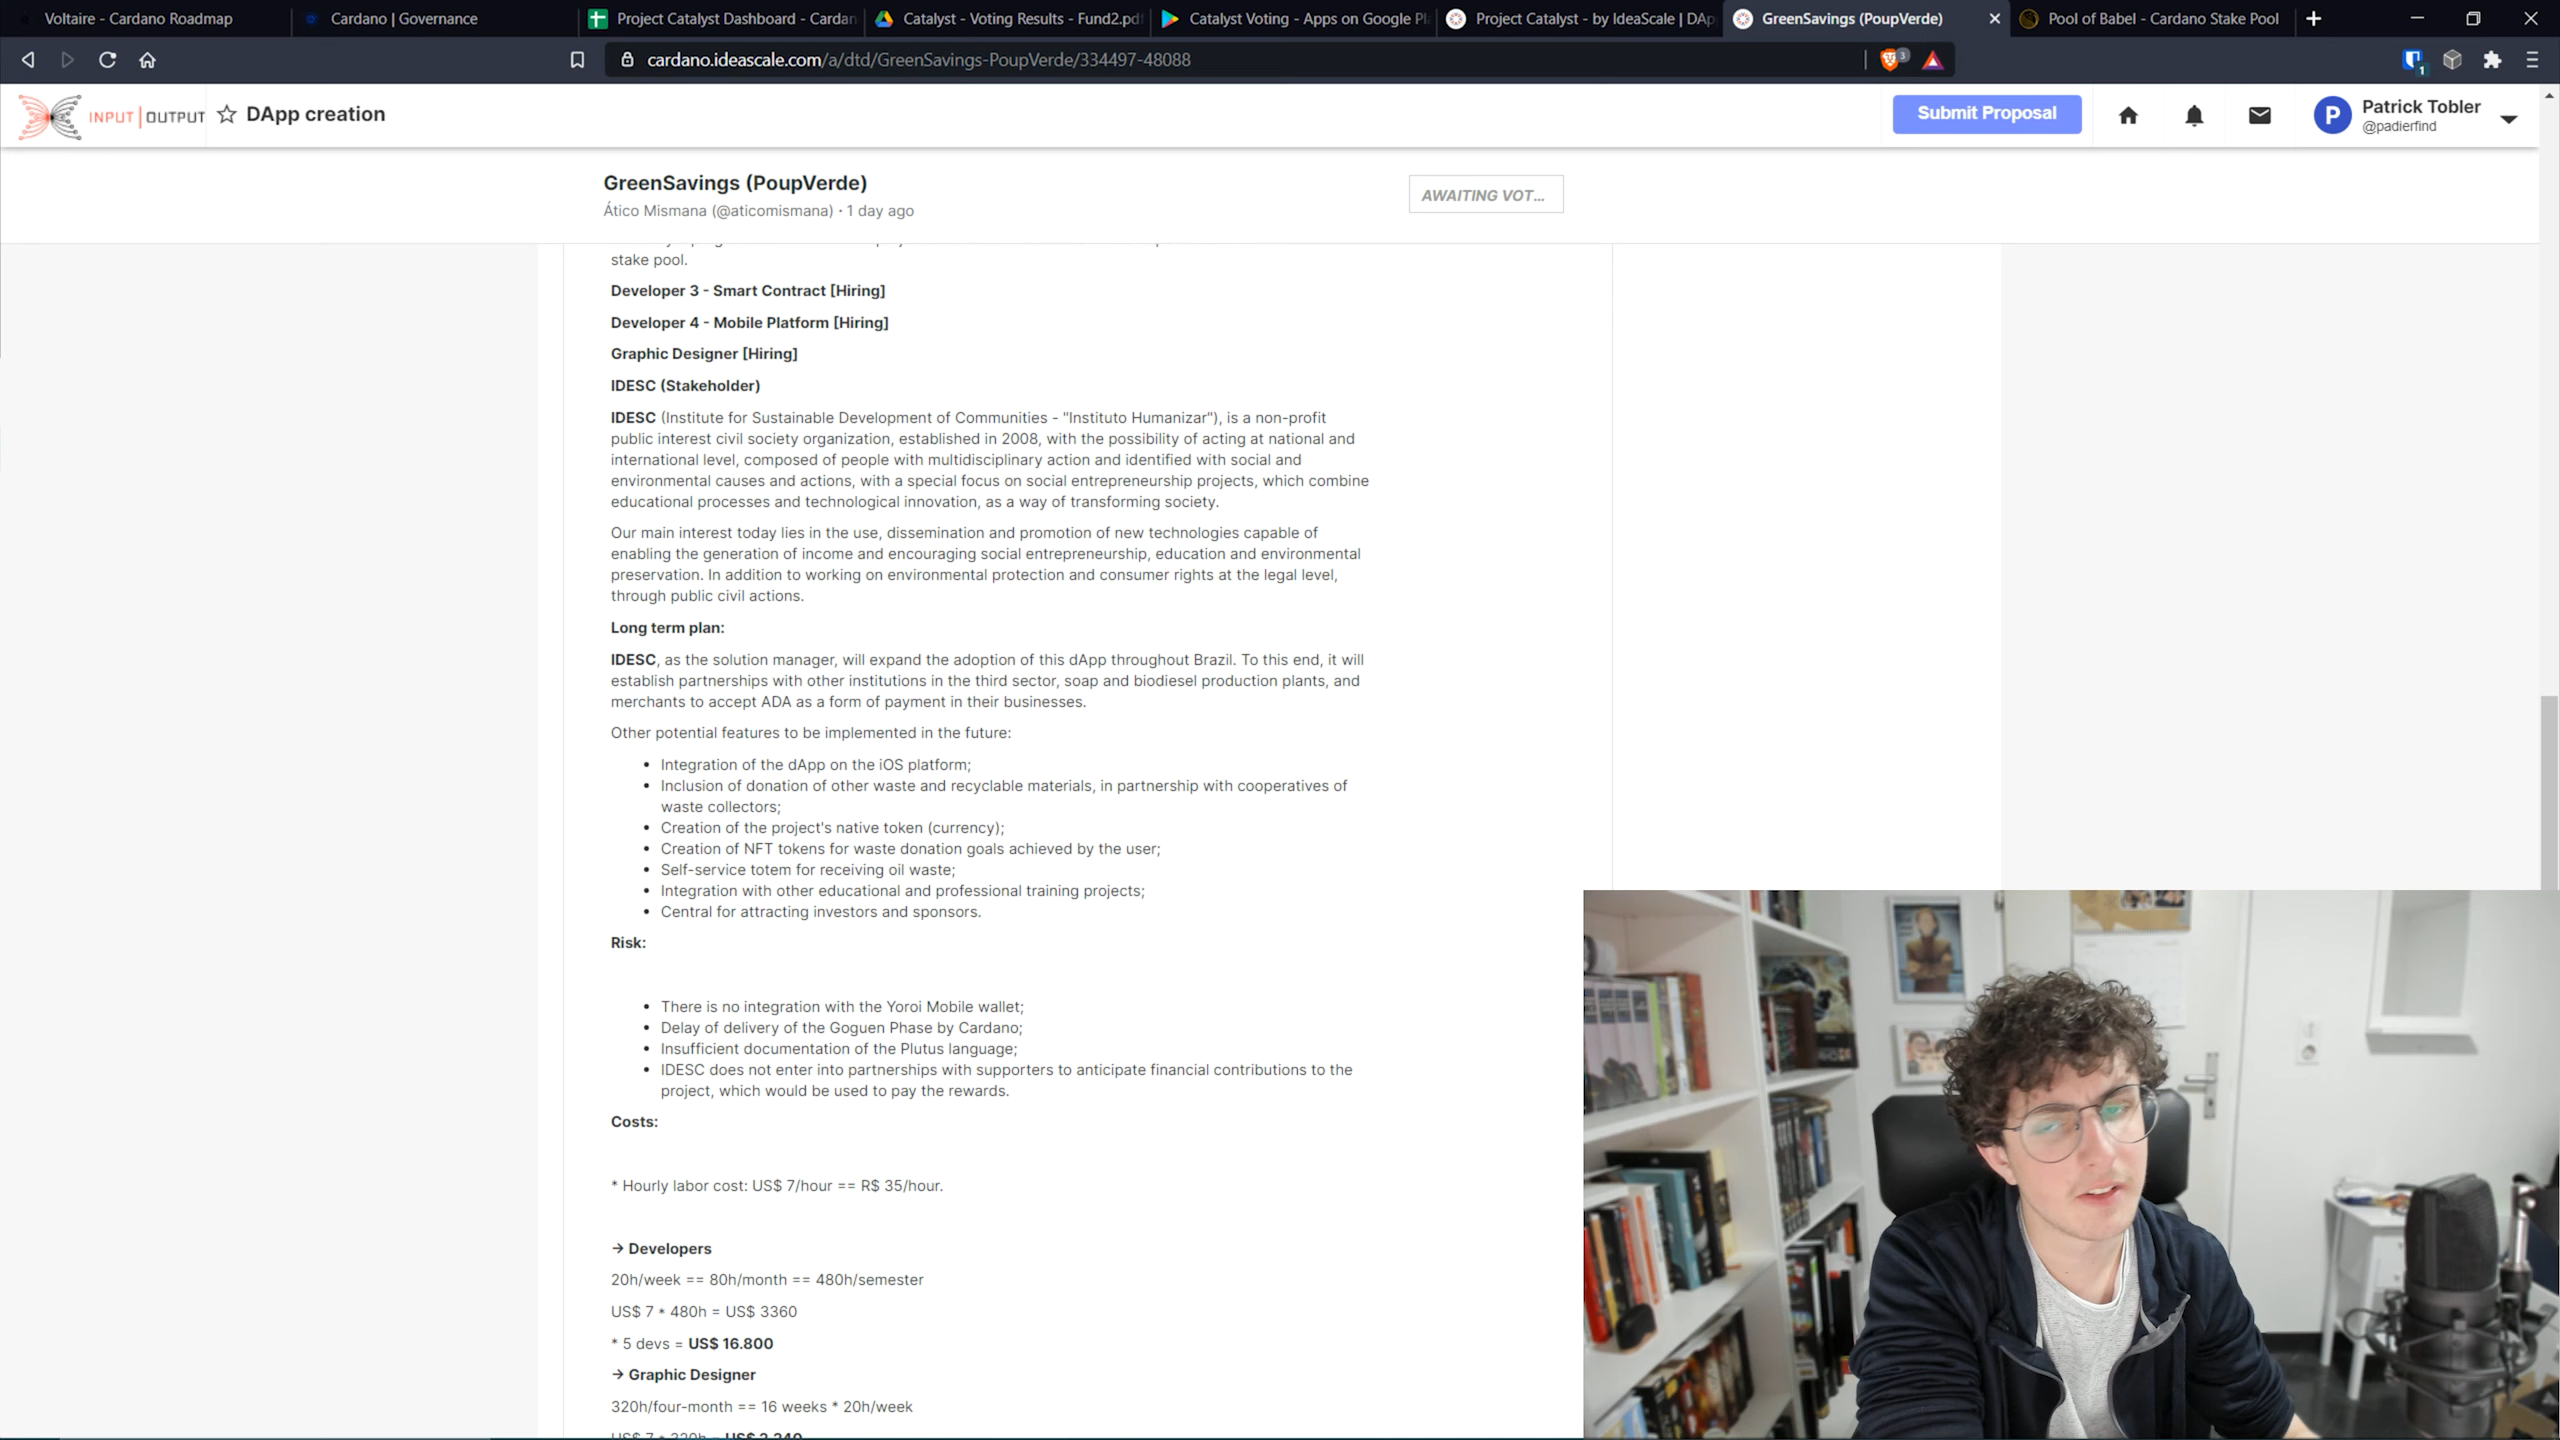 Voltaire - Cardano Roadmap
Cardano | Governance
Project Catalyst Dashboard - Cardan
Catalyst - Voting Results - Fund2.pdf
Catalyst Voting - Apps on Google Pl
Project Catalyst - by IdeaScale | DAp
GreenSavings (PoupVerde)
Pool of Babel - Cardano Stake Pool
cardano.ideascale.com/a/dtd/GreenSavings-PoupVerde/334497-48088
3
1
INPUT | OUTPUT
DApp creation
Submit Proposal
P
Patrick Tobler
@padierfind
GreenSavings (PoupVerde)
Ático Mismana (@aticomismana) • 1 day ago
AWAITING VOT...
stake pool.
Developer 3 - Smart Contract [Hiring]
Developer 4 - Mobile Platform [Hiring]
Graphic Designer [Hiring]
IDESC (Stakeholder)
IDESC (Institute for Sustainable Development of Communities - "Instituto Humanizar"), is a non-profit
public interest civil society organization, established in 2008, with the possibility of acting at national and
international level, composed of people with multidisciplinary action and identified with social and
environmental causes and actions, with a special focus on social entrepreneurship projects, which combine
educational processes and technological innovation, as a way of transforming society.
Our main interest today lies in the use, dissemination and promotion of new technologies capable of
enabling the generation of income and encouraging social entrepreneurship, education and environmental
preservation. In addition to working on environmental protection and consumer rights at the legal level,
through public civil actions.
Long term plan:
IDESC, as the solution manager, will expand the adoption of this dApp throughout Brazil. To this end, it will
establish partnerships with other institutions in the third sector, soap and biodiesel production plants, and
merchants to accept ADA as a form of payment in their businesses.
Other potential features to be implemented in the future:
• Integration of the dApp on the iOS platform;
• Inclusion of donation of other waste and recyclable materials, in partnership with cooperatives of
waste collectors;
• Creation of the project's native token (currency);
• Creation of NFT tokens for waste donation goals achieved by the user;
• Self-service totem for receiving oil waste;
• Integration with other educational and professional training projects;
• Central for attracting investors and sponsors.
Risk:
• There is no integration with the Yoroi Mobile wallet;
• Delay of delivery of the Goguen Phase by Cardano;
• Insufficient documentation of the Plutus language;
• IDESC does not enter into partnerships with supporters to anticipate financial contributions to the
project, which would be used to pay the rewards.
Costs:
* Hourly labor cost: US$ 7/hour == R$ 35/hour.
→ Developers
20h/week == 80h/month == 480h/semester
US$ 7 * 480h = US$ 3360
* 5 devs = US$ 16.800
→ Graphic Designer
320h/four-month == 16 weeks * 20h/week
US$ 7 * 320h = US$ 2.240